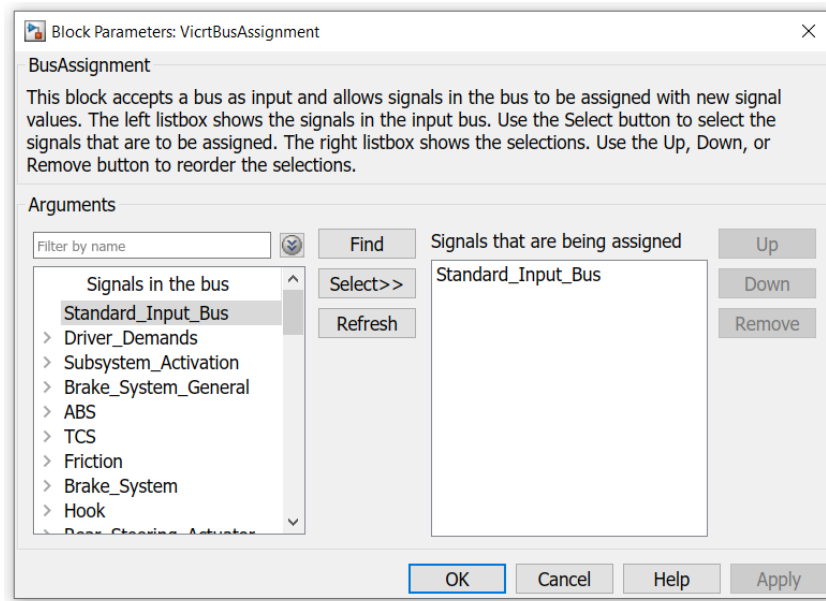 Block Parameters: VicrtBusAssignment
BusAssignment
This block accepts a bus as input and allows signals in the bus to be assigned with new signal
values. The left listbox shows the signals in the input bus. Use the Select button to select the
signals that are to be assigned. The right listbox shows the selections. Use the Up, Down, or
Remove button to reorder the selections.
Arguments
Filter by name
Find
Select>>
Refresh
Signals in the bus
Standard_Input_Bus
Driver_Demands
Subsystem_Activation
Brake_System_General
ABS
TCS
Friction
Brake_System
Hook
Rear_Steering_Actuator
Signals that are being assigned
Standard_Input_Bus
Up
Down
Remove
OK
Cancel
Help
Apply